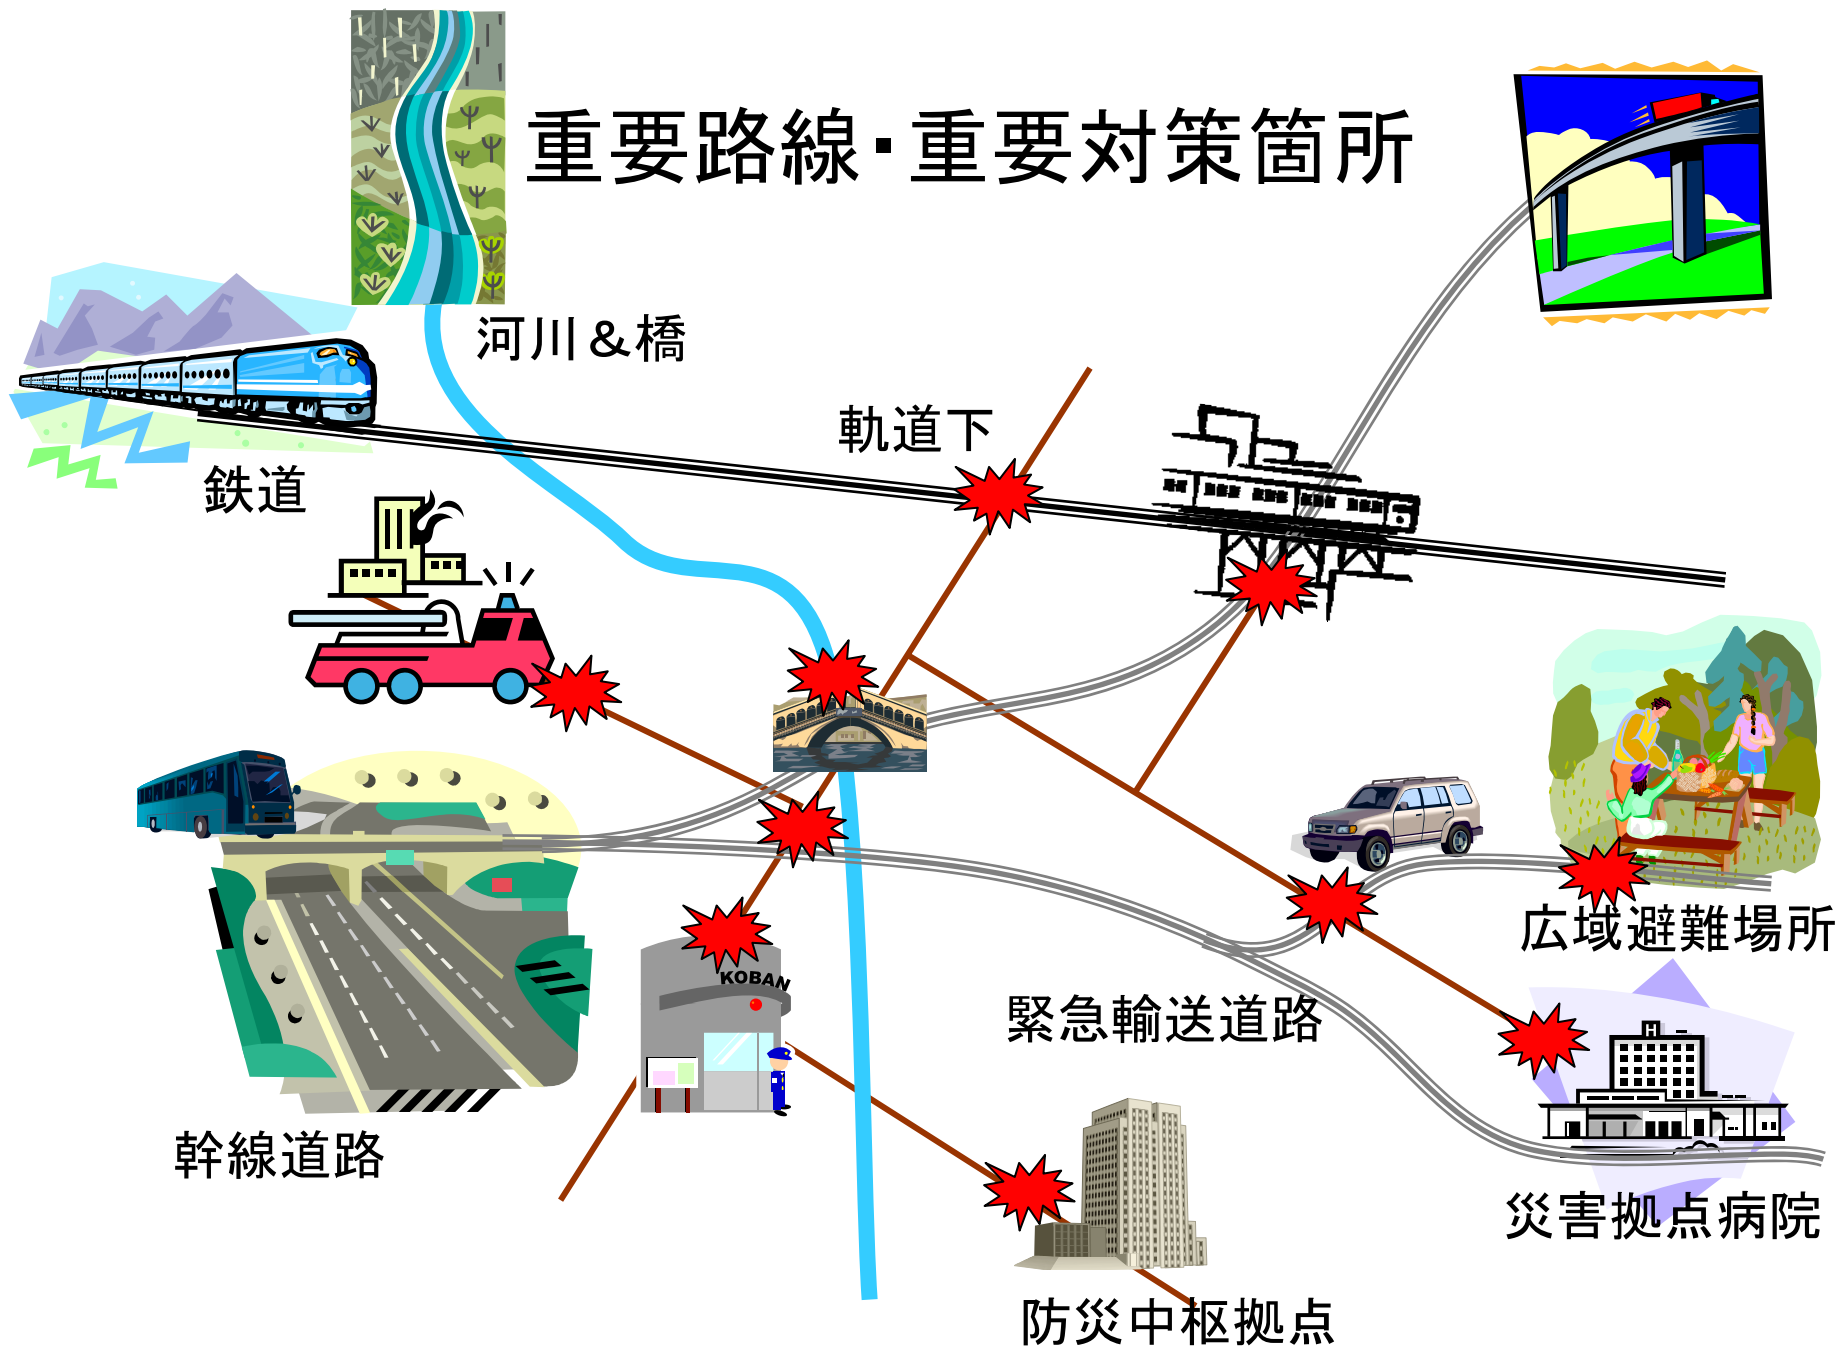 重要路線・重要対策箇所
河川＆橋
軌道下
鉄道
広域避難場所
KOBAN
緊急輸送道路
幹線道路
災害拠点病院
防災中枢拠点